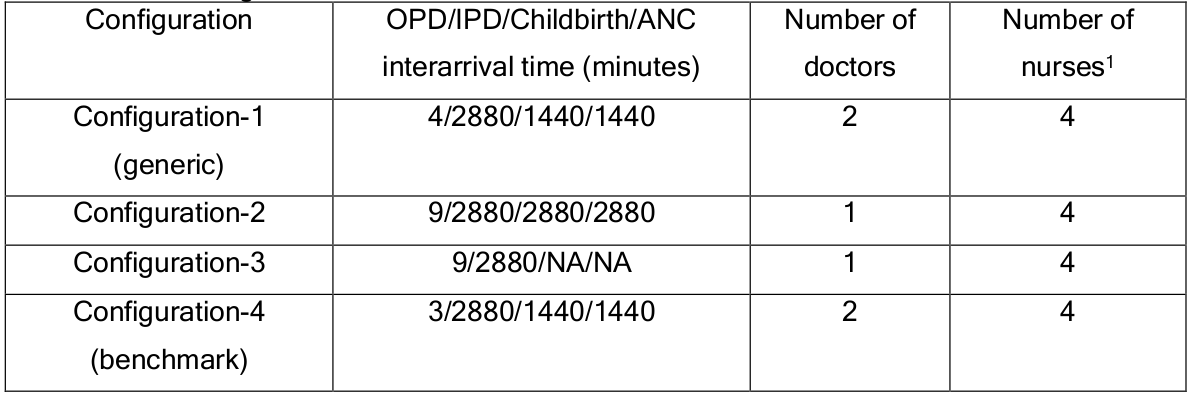 Configuration OPD/IPD/Childbirth/ANC Number of Number of
interarrival time (minutes) doctors nurses¹
Configuration-1 4/2880/1440/1440 2 4
(generic)
Configuration-2 9/2880/2880/2880 1 4
Configuration-3 9/2880/NA/NA 1 4
Configuration-4 3/2880/1440/1440 2 4
(benchmark)